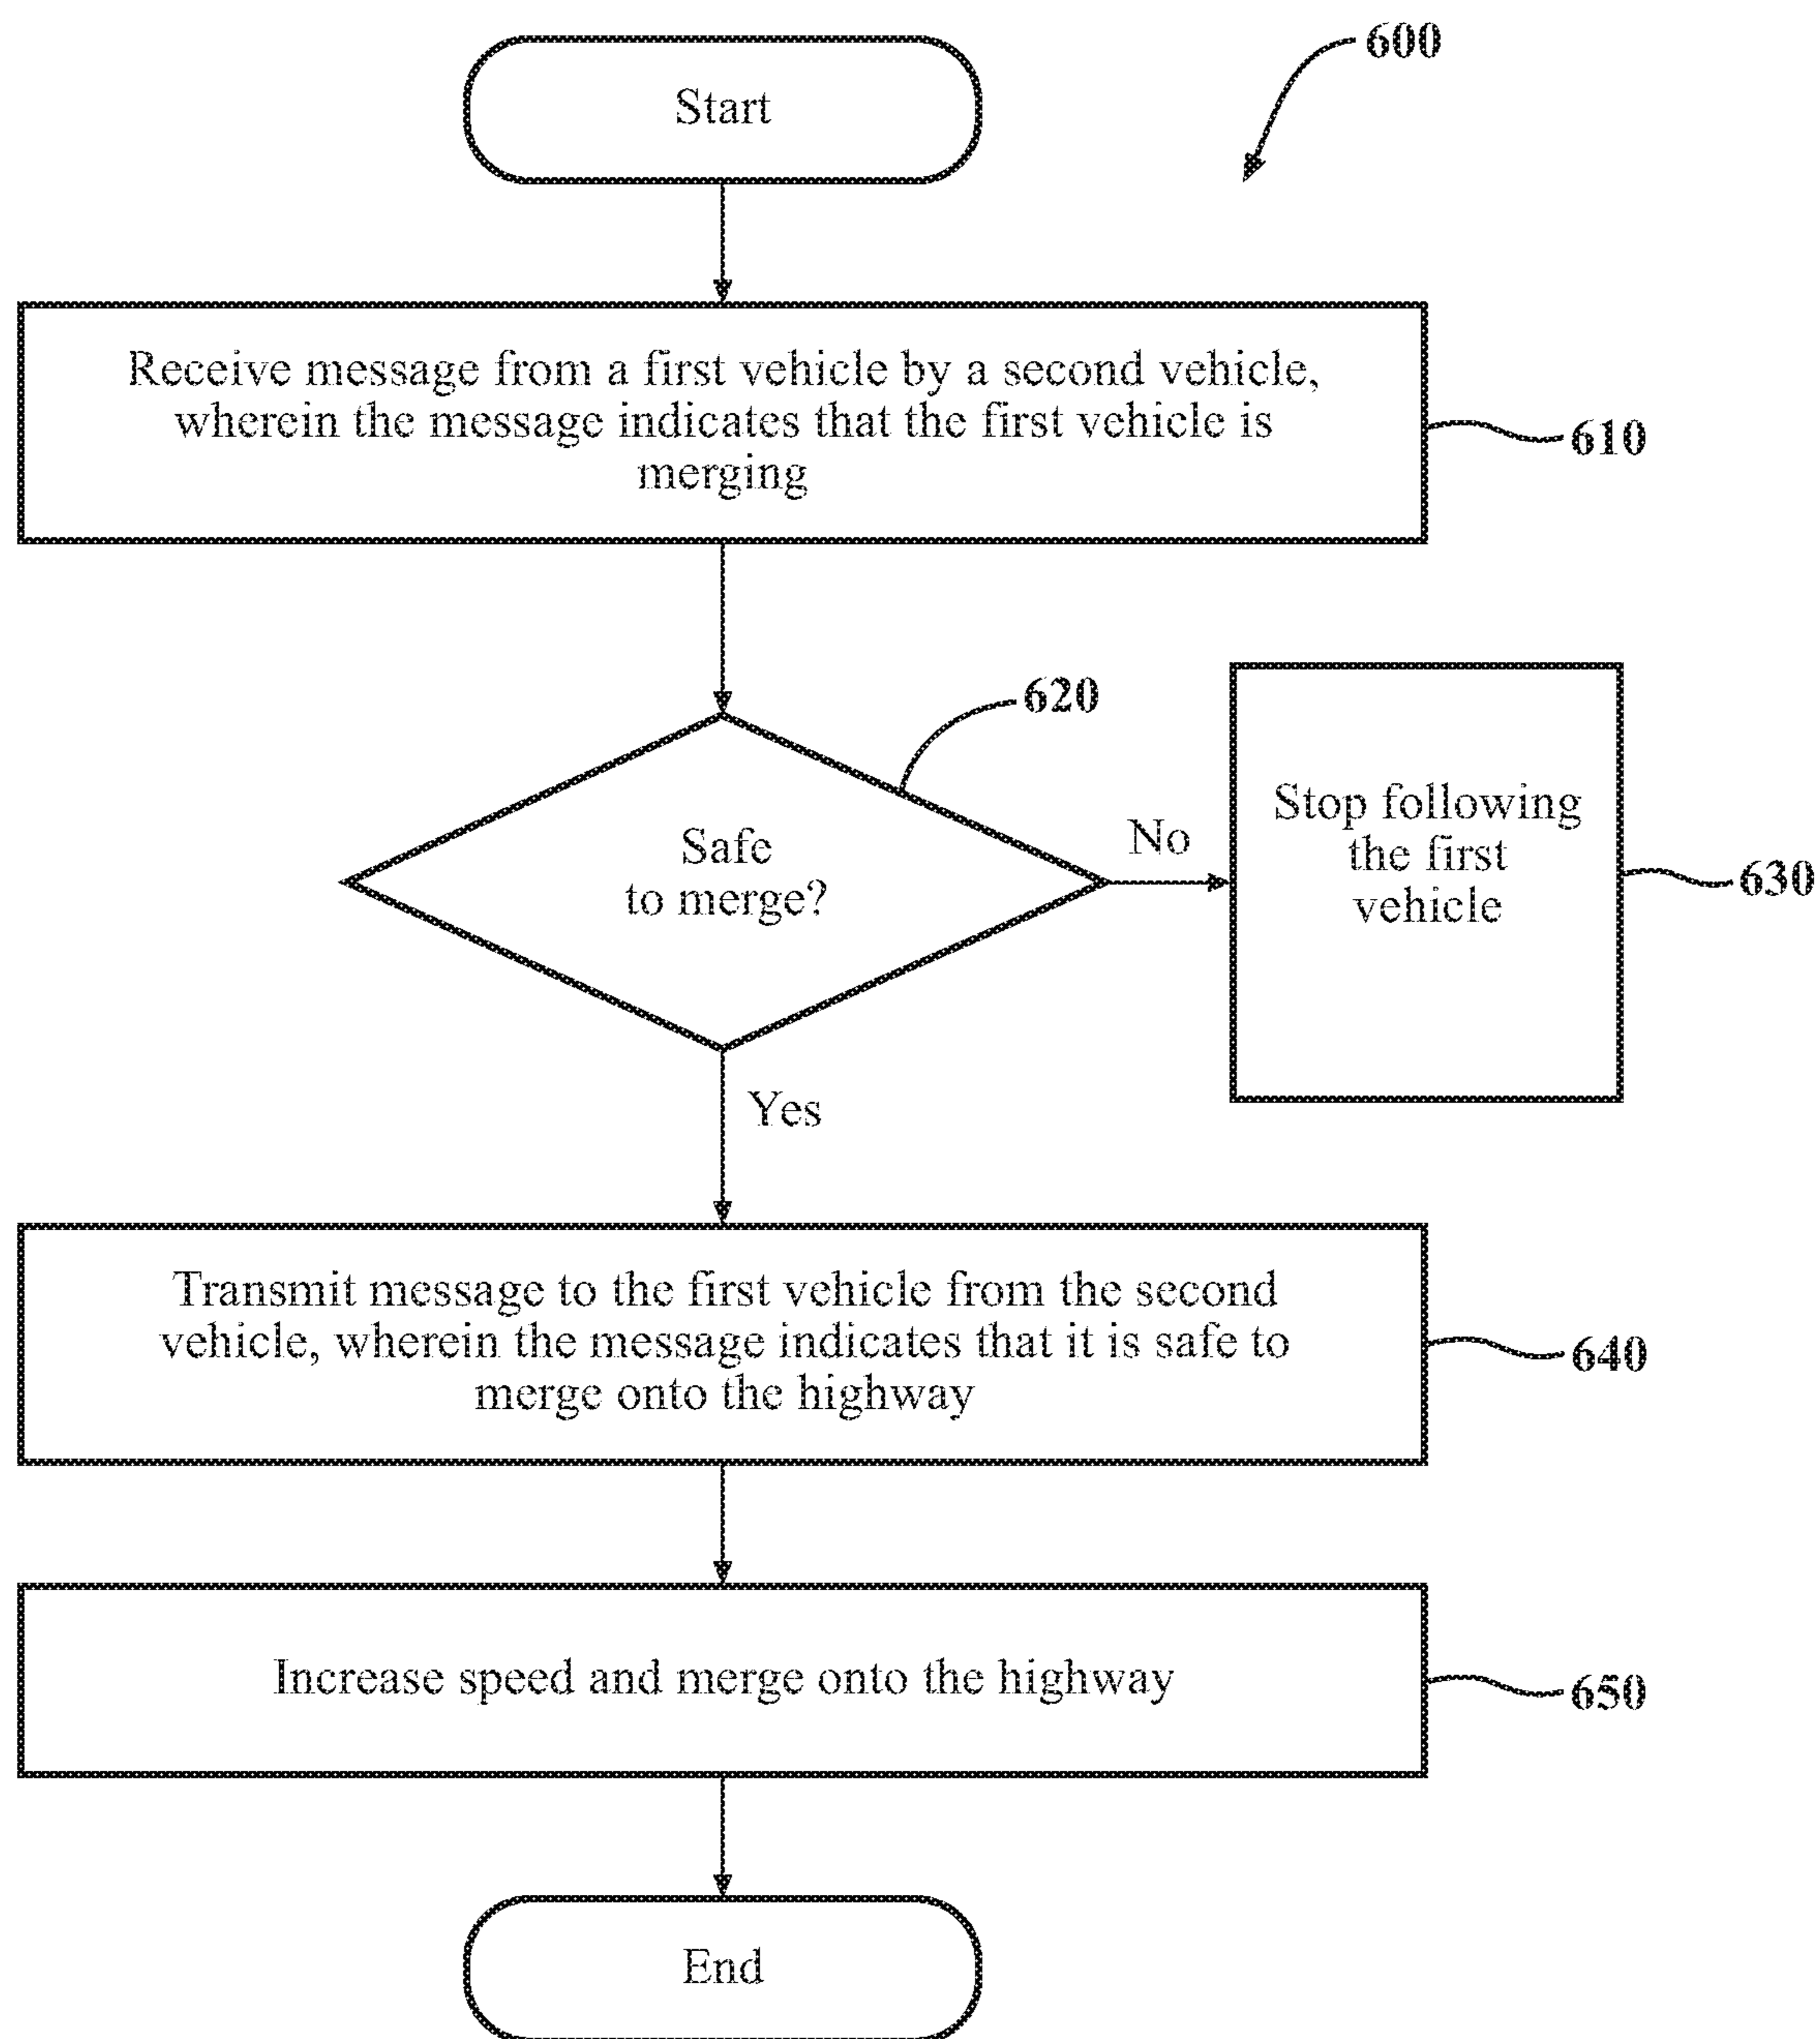 600
Start
Receive message from a first vehicle by a second vehicle,
wherein the message indicates that the first vehicle is
merging
610
620
Safe
to merge?
No
Stop following
the first
vehicle
630
Yes
Transmit message to the first vehicle from the second
vehicle, wherein the message indicates that it is safe to
merge onto the highway
640
Increase speed and merge onto the highway
650
End